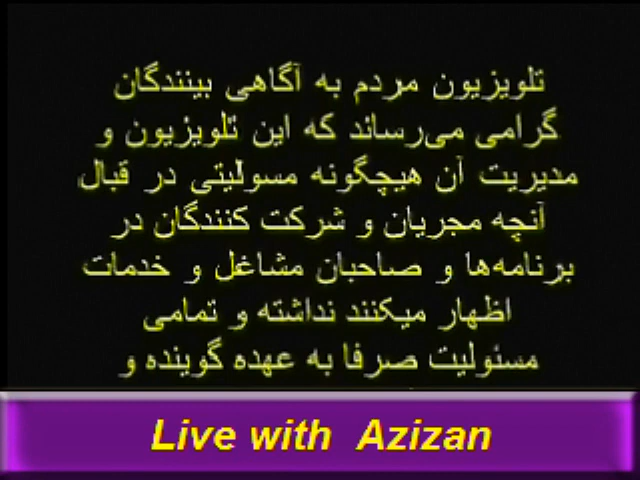 تلویزیون مردم به آگاهی بینندگان
گرامی می‌رساند که این تلویزیون و
مدیریت آن هیچگونه مسولیتی در قبال
آنچه مجریان و شرکت کنندگان در
برنامه‌ها و صاحبان مشاغل و خدمات
اظهار میکنند نداشته و تمامی
مسئولیت صرفا به عهده گوینده و
Live with Azizan